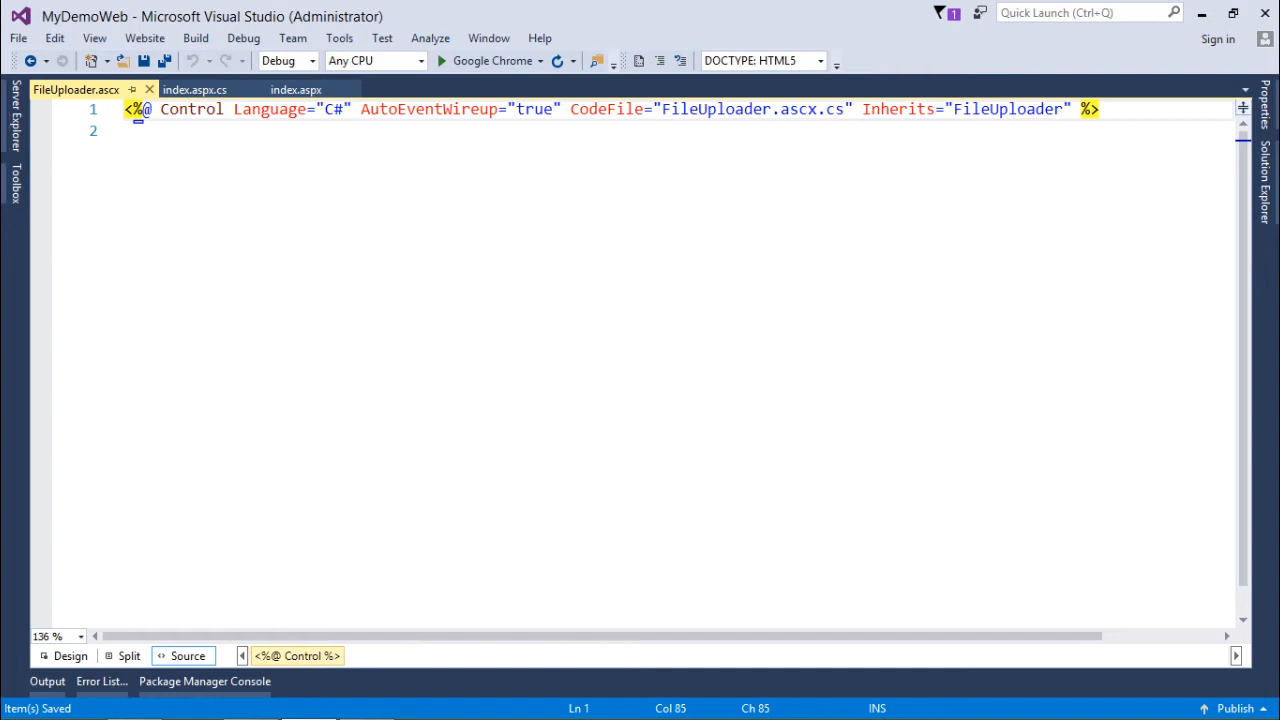 MyDemoWeb - Microsoft Visual Studio (Administrator)
1
Quick Launch (Ctrl+Q)
File Edit View Website Build Debug Team Tools Test Analyze Window Help
Sign in
Debug Any CPU Google Chrome DOCTYPE: HTML5
FileUploader.ascx index.aspx.cs index.aspx
Server Explorer
Toolbox
1 <%@ Control Language="C#" AutoEventWireup="true" CodeFile="FileUploader.ascx.cs" Inherits="FileUploader" %>
2
Properties
Solution Explorer
136 %
Design Split Source <%@ Control %>
Output Error List... Package Manager Console
Item(s) Saved Ln 1 Col 85 Ch 85 INS Publish